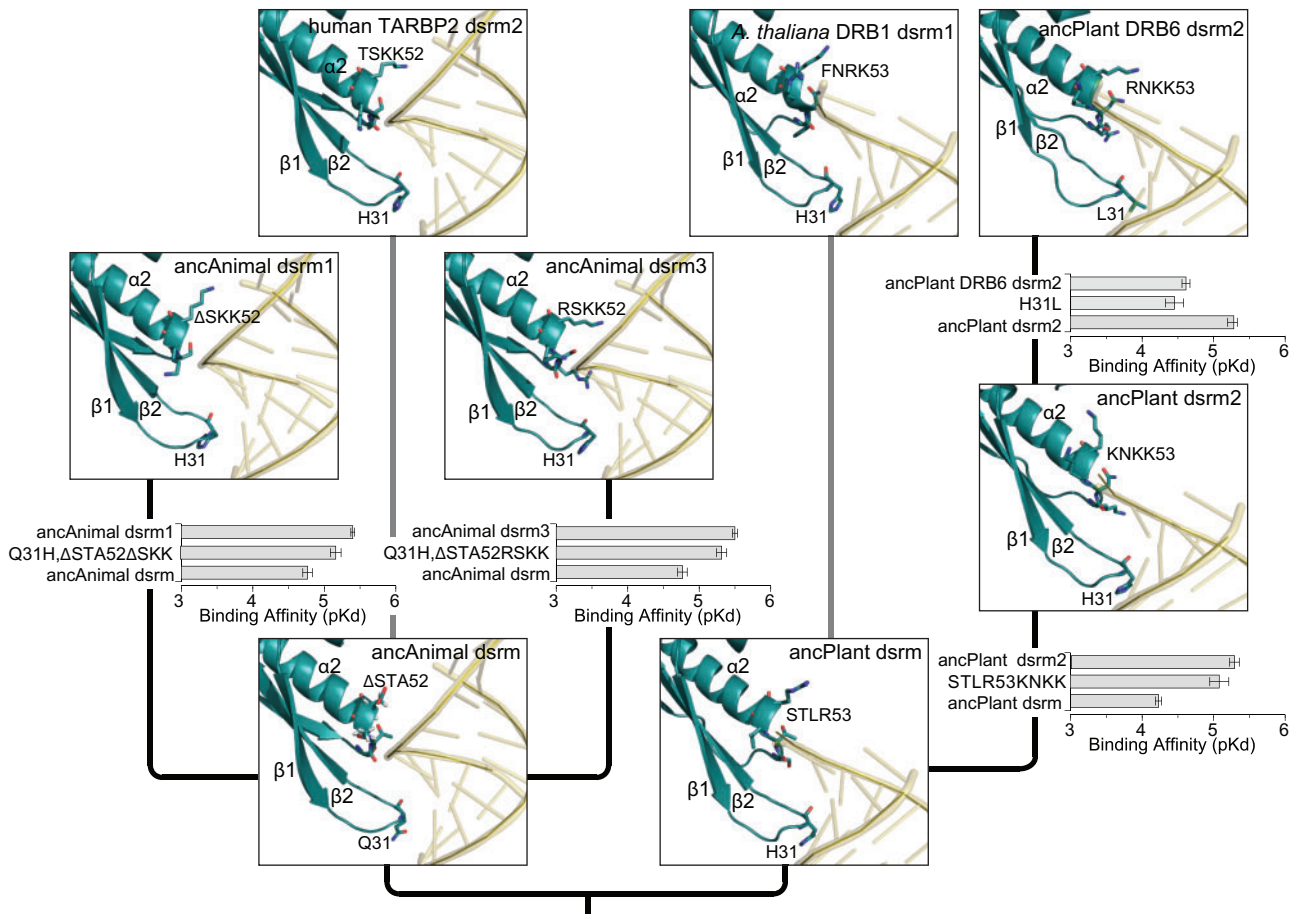 human TARBP2 dsrm2
TSKK52
α2
β1
β2
H31
A. thaliana DRB1 dsrm1
FNRK53
α2
β1
β2
H31
ancPlant DRB6 dsrm2
α2
RNKK53
β1
β2
L31
ancAnimal dsrm1
α2
ΔSKK52
β1
β2
H31
ancAnimal dsrm3
α2
RSKK52
β1
β2
H31
ancPlant DRB6 dsrm2
H31L
ancPlant dsrm2
3 4 5 6
Binding Affinity (pKd)
ancPlant dsrm2
α2
KNKK53
β1
β2
H31
ancAnimal dsrm1
Q31H,ΔSTA52ΔSKK
ancAnimal dsrm
3 4 5 6
Binding Affinity (pKd)
ancAnimal dsrm3
Q31H,ΔSTA52RSKK
ancAnimal dsrm
3 4 5 6
Binding Affinity (pKd)
ancAnimal dsrm
α2
ΔSTA52
β1
β2
Q31
ancPlant dsrm
α2
STLR53
β1
β2
H31
ancPlant dsrm2
STLR53KNKK
ancPlant dsrm
3 4 5 6
Binding Affinity (pKd)